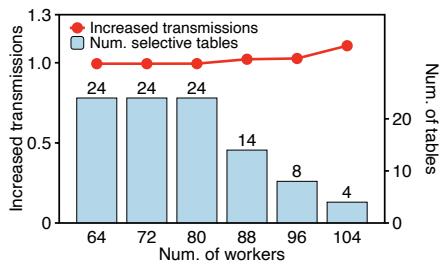 Increased transmissions
Num. selective tables
Increased transmissions
1.3
1.0
0.5
0
24
24
24
14
8
4
20
10
0
Num. of tables
64 72 80 88 96 104
Num. of workers